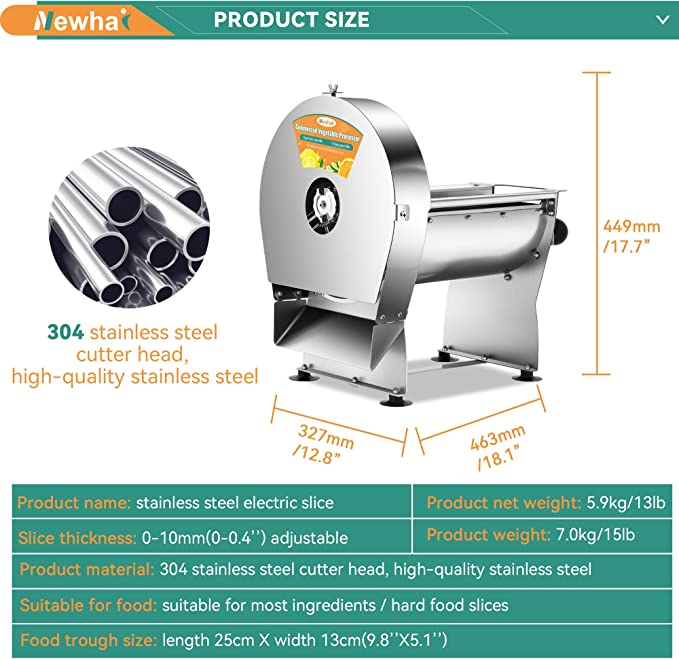 Newhai
PRODUCT SIZE
Newhai
Commercial Vegetable Processor
304 stainless steel
cutter head,
high-quality stainless steel
449mm
/17.7”
327mm
/12.8”
463mm
/18.1”
Product name: stainless steel electric slice
Product net weight: 5.9kg/13lb
Slice thickness: 0-10mm(0-0.4’’) adjustable
Product weight: 7.0kg/15lb
Product material: 304 stainless steel cutter head, high-quality stainless steel
Suitable for food: suitable for most ingredients / hard food slices
Food trough size: length 25cm X width 13cm(9.8’’X5.1’’)